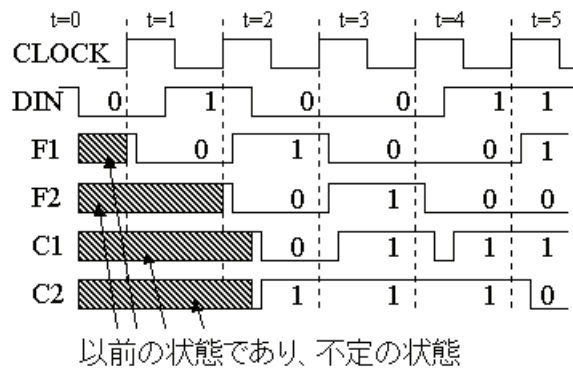 t=0 t=1 t=2 t=3 t=4 t=5
CLOCK
DIN 0 1 0 0 1 1
F1 0 1 0 0 1
F2 0 1 0 0
C1 0 1 1 1
C2 1 1 1 0
以前の状態であり、不定の状態